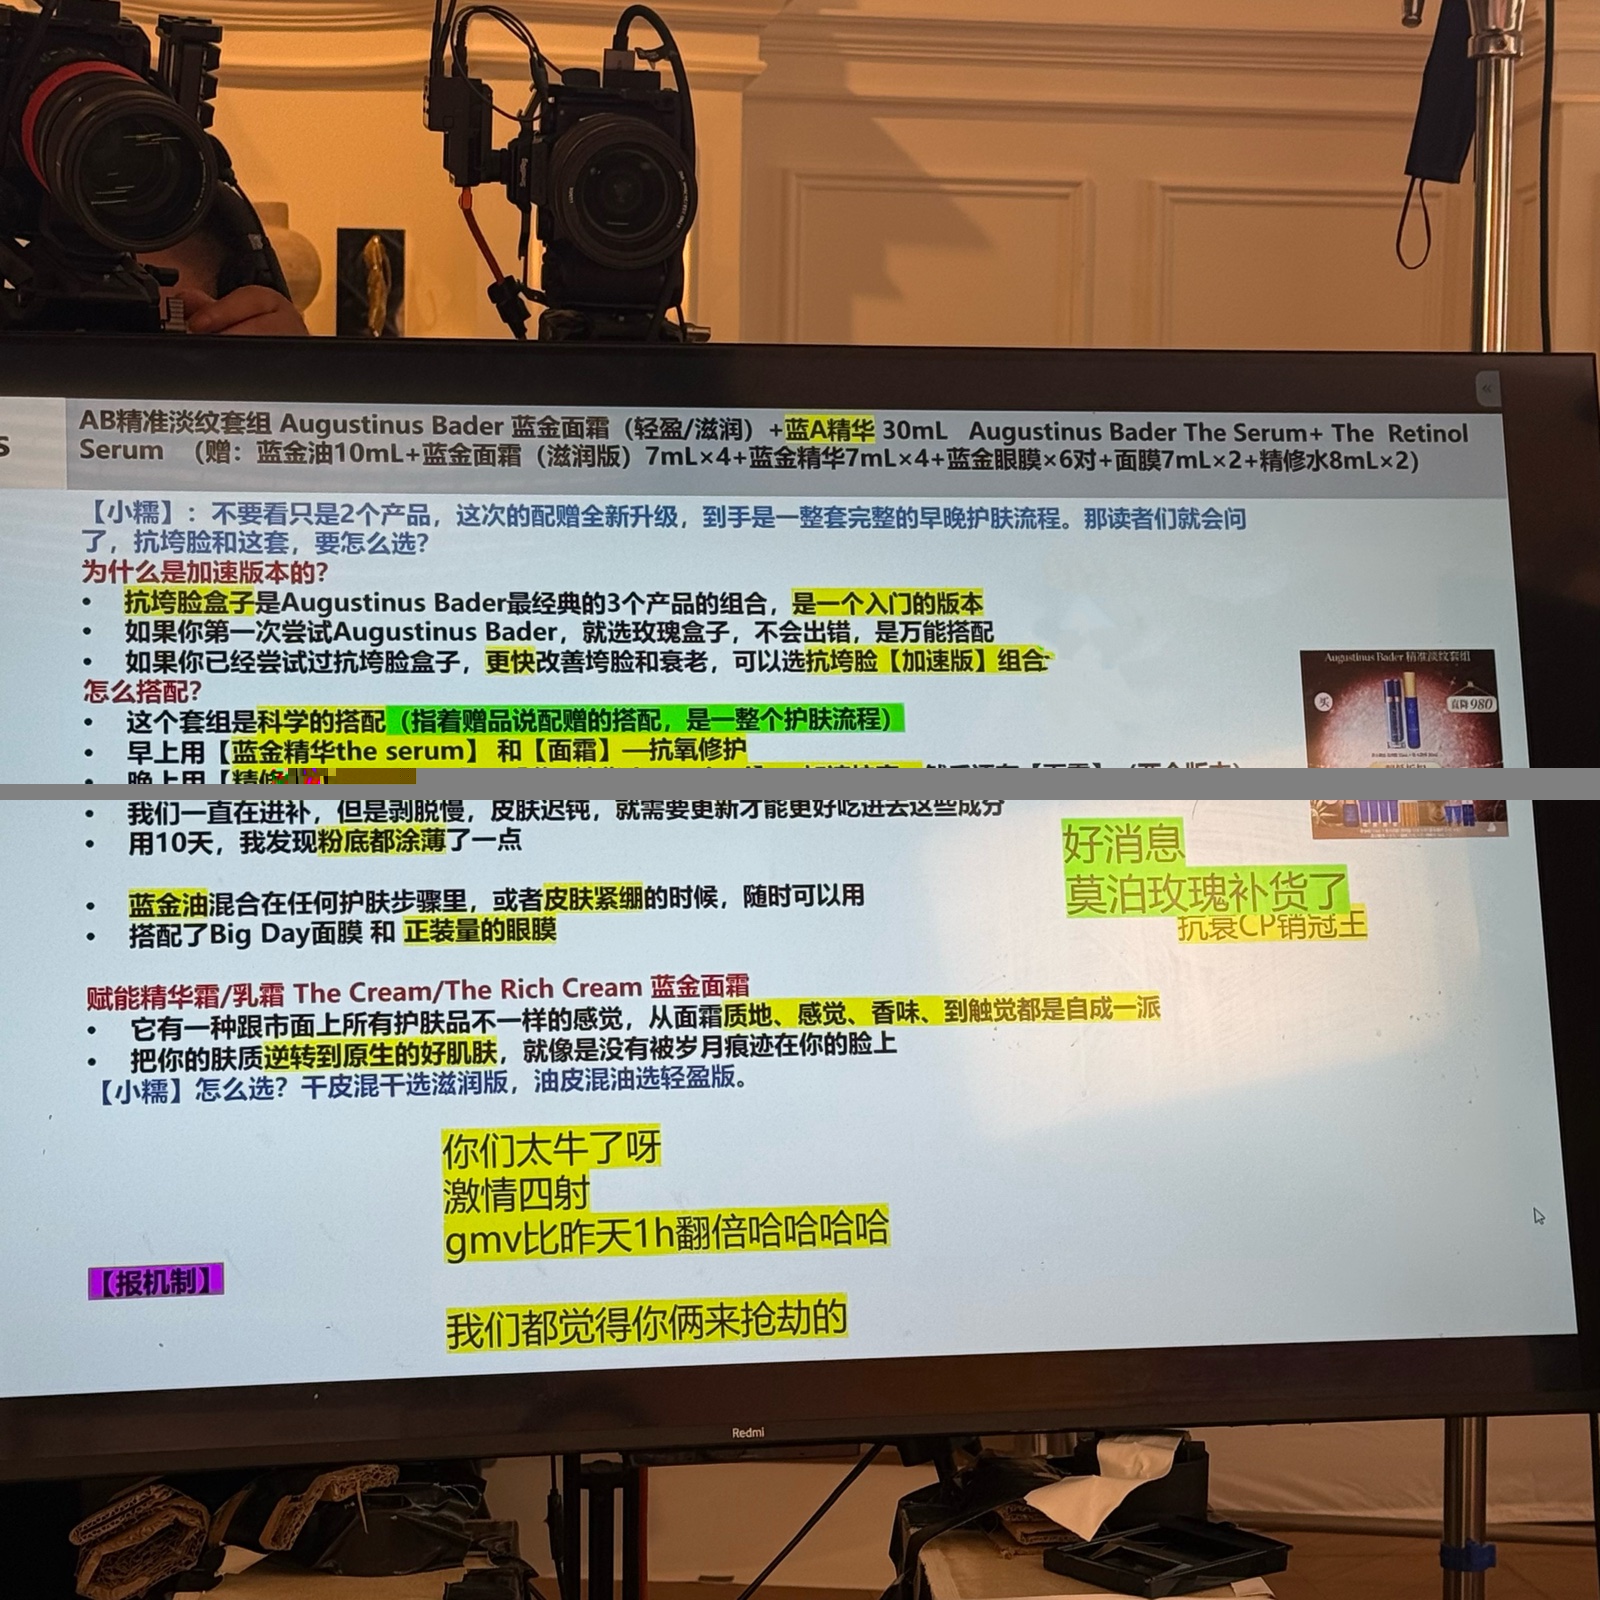 S
AB精准淡纹套组 Augustinus Bader 蓝金面霜（轻盈/滋润）+蓝A精华 30mL Augustinus Bader The Serum+ The Retinol
Serum （赠：蓝金油10mL+蓝金面霜（滋润版）7mL×4+蓝金精华7mL×4+蓝金眼膜×6对+面膜7mL×2+精修水8mL×2）
【小糯】：不要看只是2个产品，这次的配赠全新升级，到手是一整套完整的早晚护肤流程。那读者们就会问
了，抗垮脸和这套，要怎么选？
为什么是加速版本的？
• 抗垮脸盒子是Augustinus Bader最经典的3个产品的组合，是一个入门的版本
• 如果你第一次尝试Augustinus Bader，就选玫瑰盒子，不会出错，是万能搭配
• 如果你已经尝试过抗垮脸盒子，更快改善垮脸和衰老，可以选抗垮脸【加速版】组合
怎么搭配？
• 这个套组是科学的搭配（指着赠品说配赠的搭配，是一整个护肤流程）
• 早上用【蓝金精华the serum】 和【面霜】—抗氧修护
• 晚上用【精修
Augustinus Bader 精准淡纹套组
买
直降980
• 我们一直在进补，但是剥脱慢，皮肤迟钝，就需要更新才能更好吃进去这些成分
• 用10天，我发现粉底都涂薄了一点
好消息
莫泊玫瑰补货了
抗衰CP销冠王
• 蓝金油混合在任何护肤步骤里，或者皮肤紧绷的时候，随时可以用
• 搭配了Big Day面膜 和 正装量的眼膜
赋能精华霜/乳霜 The Cream/The Rich Cream 蓝金面霜
• 它有一种跟市面上所有护肤品不一样的感觉，从面霜质地、感觉、香味、到触觉都是自成一派
• 把你的肤质逆转到原生的好肌肤，就像是没有被岁月痕迹在你的脸上
【小糯】怎么选？干皮混干选滋润版，油皮混油选轻盈版。
你们太牛了呀
激情四射
gmv比昨天1h翻倍哈哈哈哈
【报机制】
我们都觉得你俩来抢劫的
Redmi